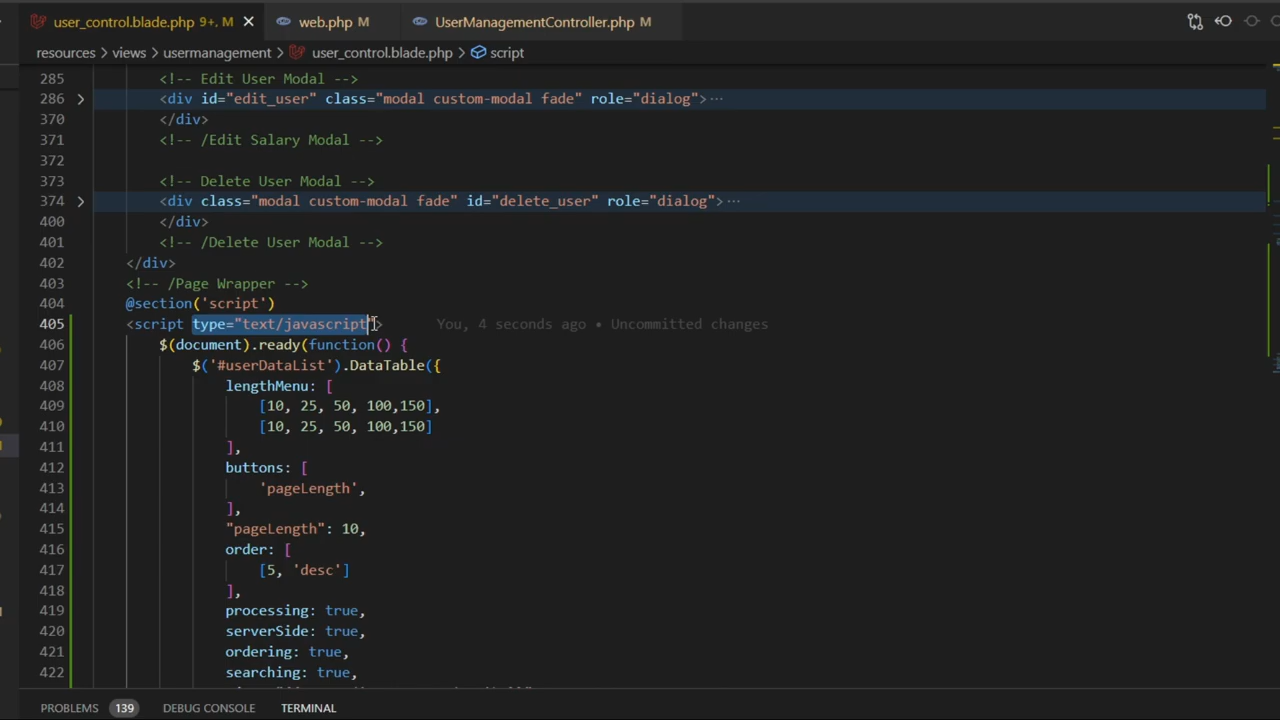 user_control.blade.php 9+, M
web.php M
UserManagementController.php M
resources > views > usermanagement > user_control.blade.php > script
285 <!-- Edit User Modal -->
286 <div id="edit_user" class="modal custom-modal fade" role="dialog">···
370 </div>
371 <!-- /Edit Salary Modal -->
372
373 <!-- Delete User Modal -->
374 <div class="modal custom-modal fade" id="delete_user" role="dialog">···
400 </div>
401 <!-- /Delete User Modal -->
402 </div>
403 <!-- /Page Wrapper -->
404 @section('script')
405 <script type="text/javascript"> You, 4 seconds ago • Uncommitted changes
406 $(document).ready(function() {
407 $('#userDataList').DataTable({
408 lengthMenu: [
409 [10, 25, 50, 100,150],
410 [10, 25, 50, 100,150]
411 ],
412 buttons: [
413 'pageLength',
414 ],
415 "pageLength": 10,
416 order: [
417 [5, 'desc']
418 ],
419 processing: true,
420 serverSide: true,
421 ordering: true,
422 searching: true,
PROBLEMS 139 DEBUG CONSOLE TERMINAL